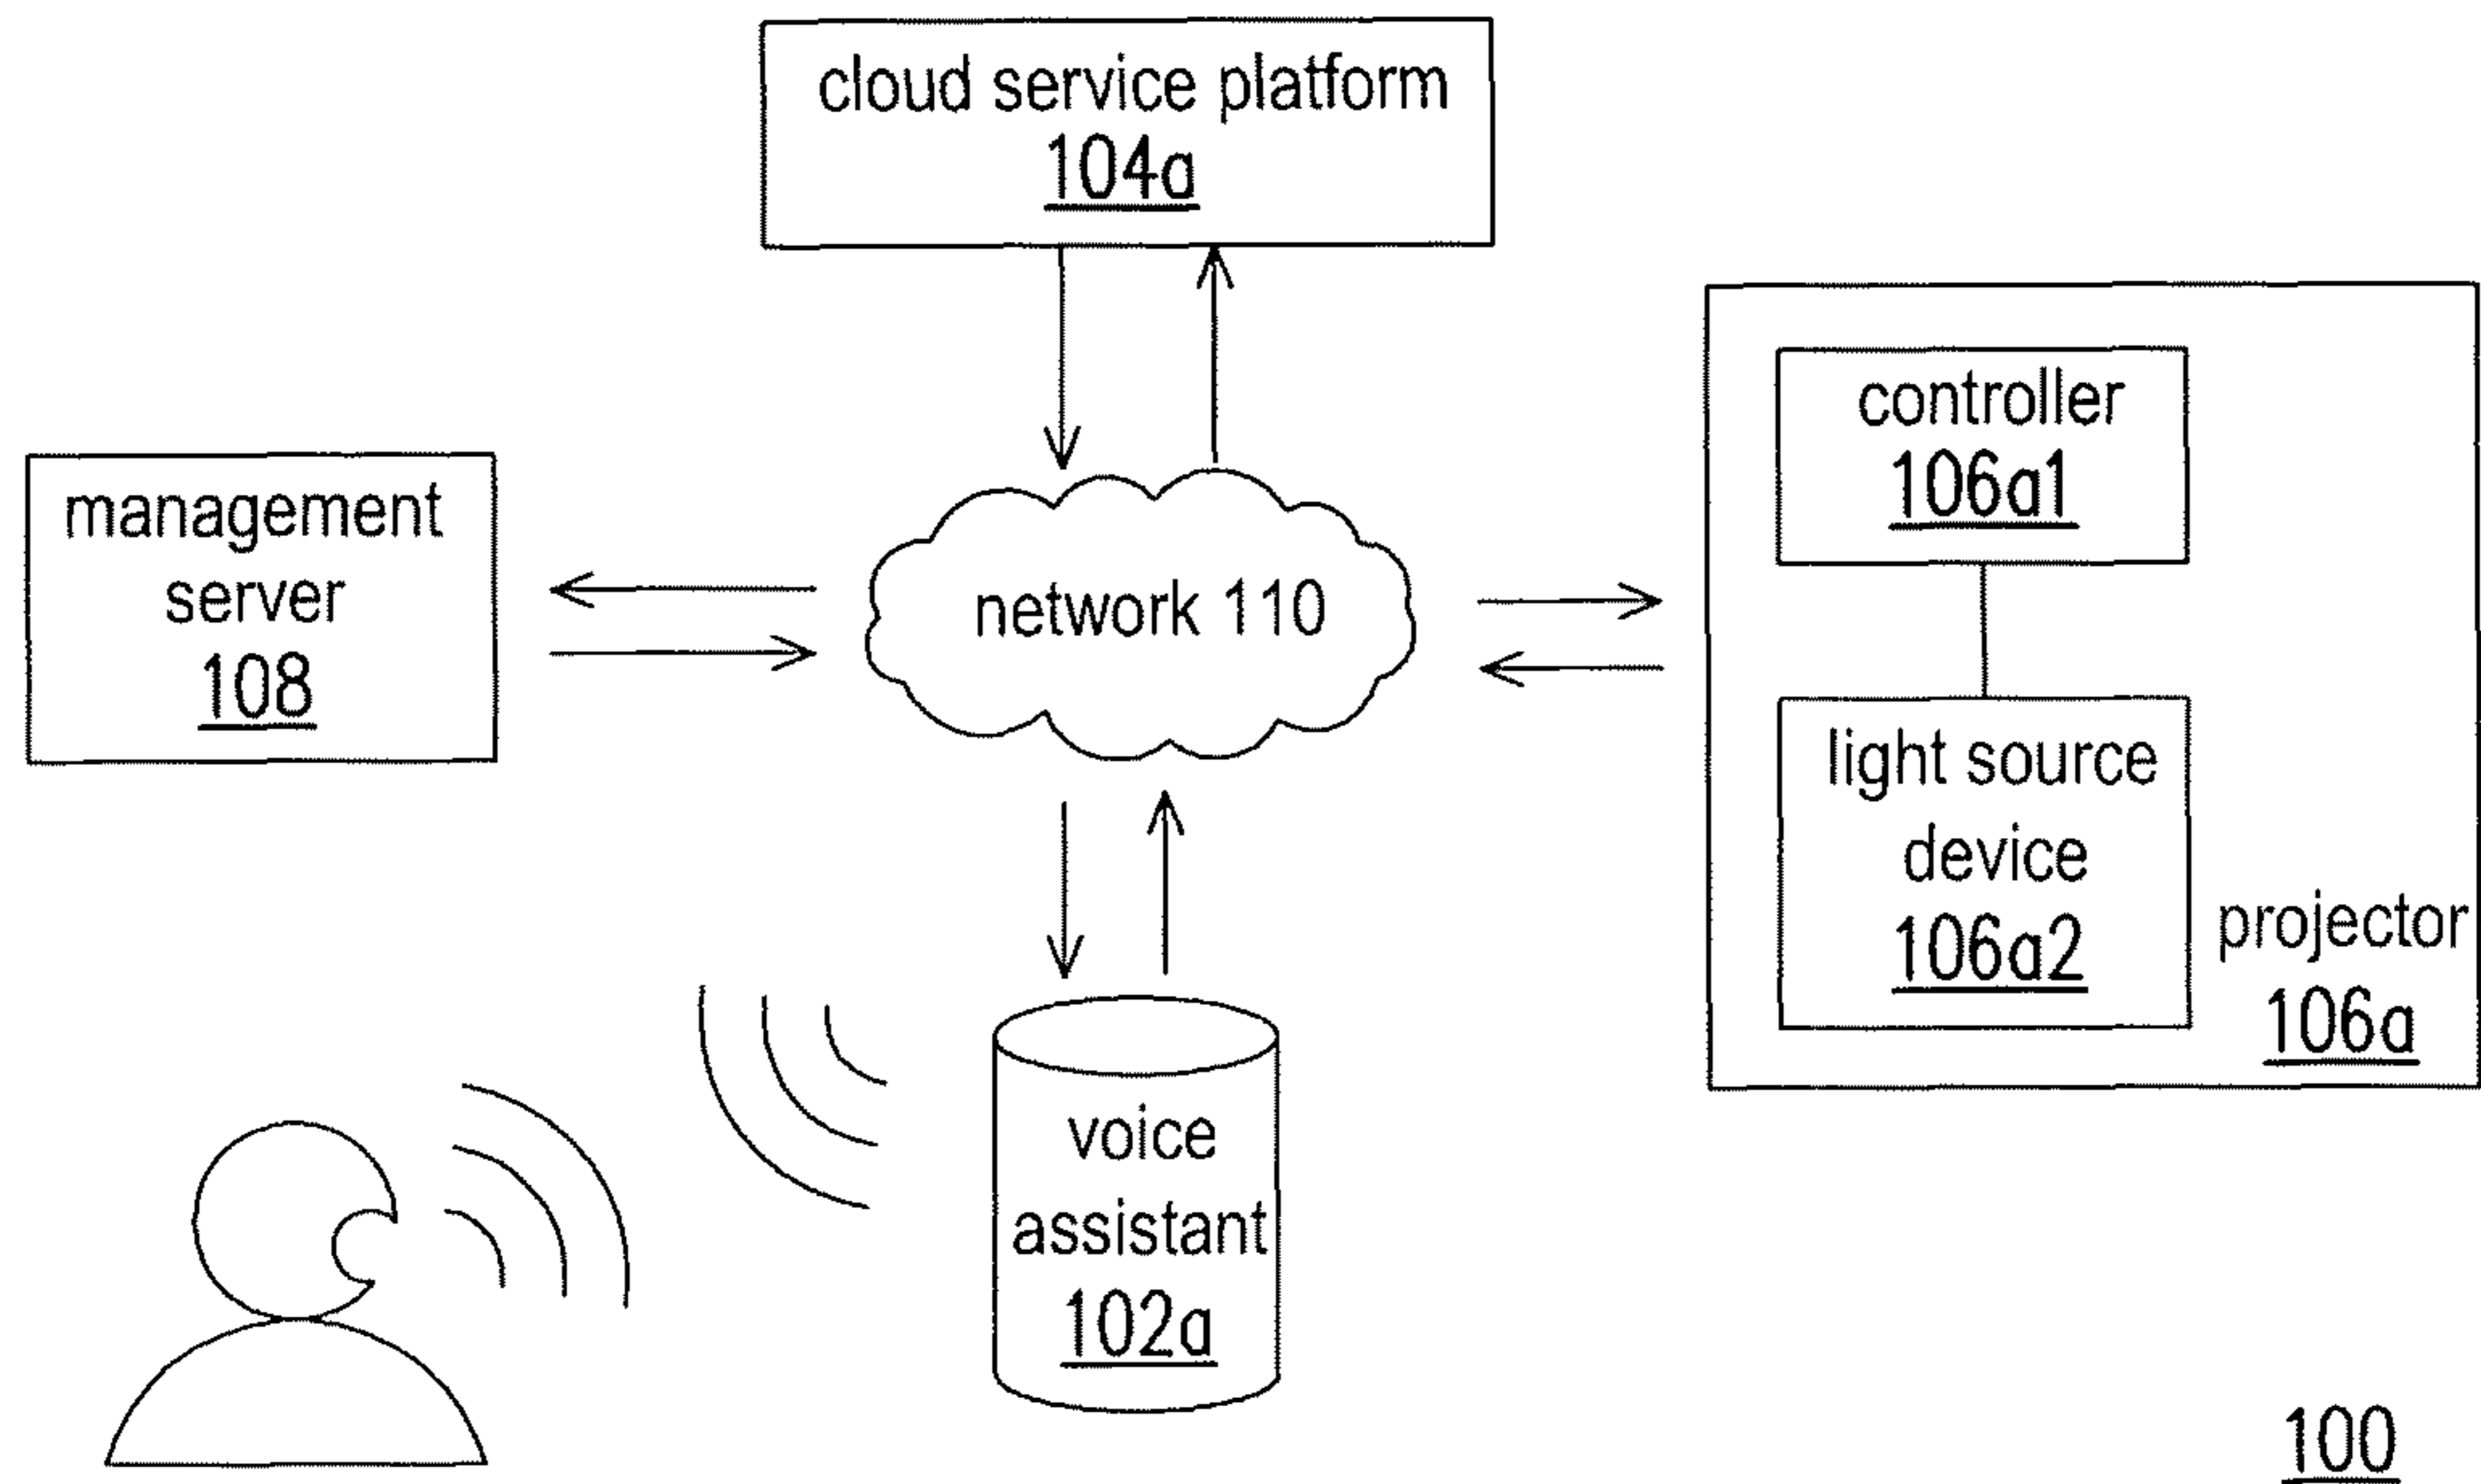 cloud service platform
104a
management
server
108
network 110
controller
106a1
light source
device
106a2
projector
106a
voice
assistant
102a
100